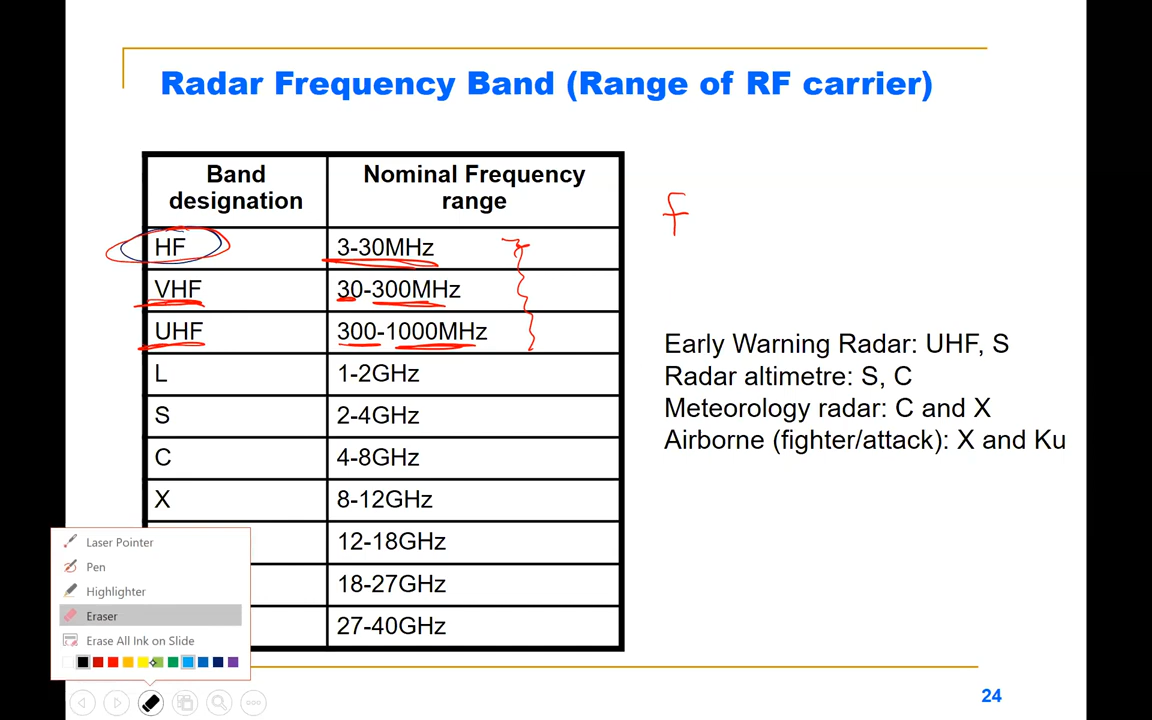 Radar Frequency Band (Range of RF carrier)
Band designation
Nominal Frequency range
HF
3-30MHz
VHF
30-300MHz
UHF
300-1000MHz
L
1-2GHz
S
2-4GHz
C
4-8GHz
X
8-12GHz
12-18GHz
18-27GHz
27-40GHz
f
Early Warning Radar: UHF, S
Radar altimetre: S, C
Meteorology radar: C and X
Airborne (fighter/attack): X and Ku
Laser Pointer
Pen
Highlighter
Eraser
Erase All Ink on Slide
24